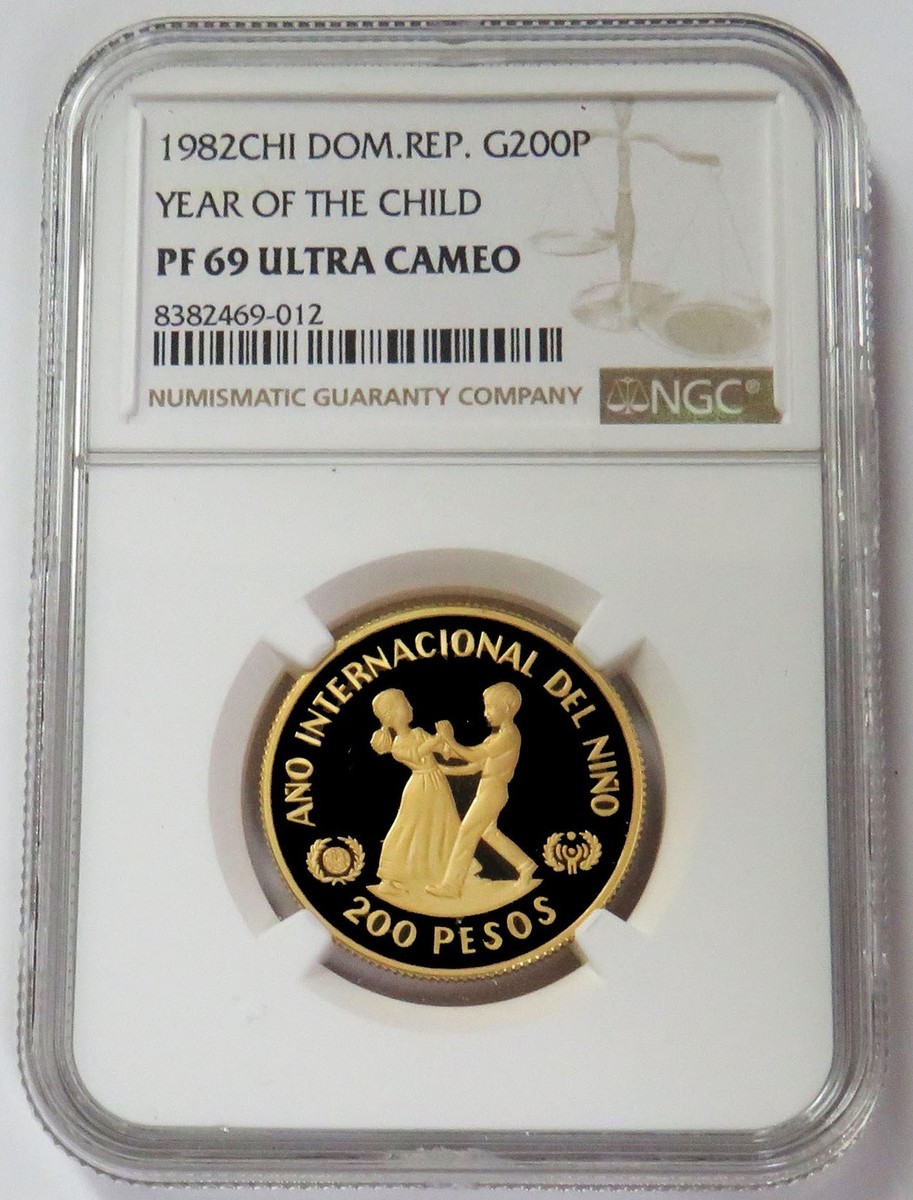 1982CHI DOM.REP. G200P
YEAR OF THE CHILD
PF 69 ULTRA CAMEO
8382469-012
NUMISMATIC GUARANTY COMPANY
NGC®
AÑO INTERNACIONAL DEL NIÑO
200 PESOS